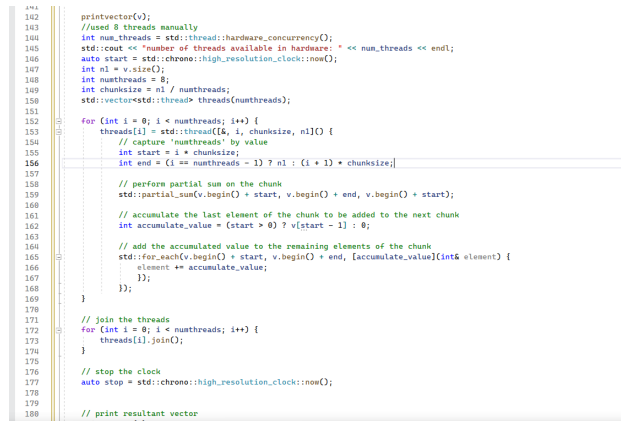 141
142 printvector(v);
143 //used 8 threads manually
144 int num_threads = std::thread::hardware_concurrency();
145 std::cout << "number of threads available in hardware: " << num_threads << endl;
146 auto start = std::chrono::high_resolution_clock::now();
147 int n1 = v.size();
148 int numthreads = 8;
149 int chunksize = n1 / numthreads;
150 std::vector<std::thread> threads(numthreads);
151
152 for (int i = 0; i < numthreads; i++) {
153 threads[i] = std::thread([&, i, chunksize, n1]() {
154 // capture 'numthreads' by value
155 int start = i * chunksize;
156 int end = (i == numthreads - 1) ? n1 : (i + 1) * chunksize;
157
158 // perform partial sum on the chunk
159 std::partial_sum(v.begin() + start, v.begin() + end, v.begin() + start);
160
161 // accumulate the last element of the chunk to be added to the next chunk
162 int accumulate_value = (start > 0) ? v[start - 1] : 0;
163
164 // add the accumulated value to the remaining elements of the chunk
165 std::for_each(v.begin() + start, v.begin() + end, [accumulate_value](int& element) {
166 element += accumulate_value;
167 });
168 });
169 }
170
171 // join the threads
172 for (int i = 0; i < numthreads; i++) {
173 threads[i].join();
174 }
175
176 // stop the clock
177 auto stop = std::chrono::high_resolution_clock::now();
178
179
180 // print resultant vector